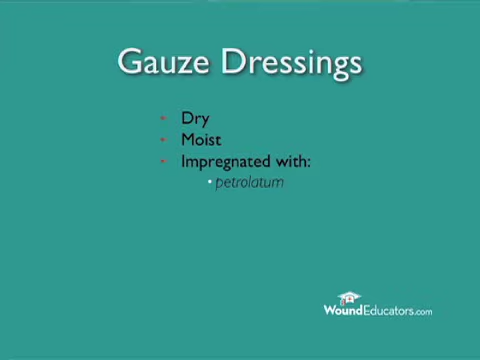 Gauze Dressings
• Dry
• Moist
• Impregnated with:
• petrolatum
WoundEducators.com